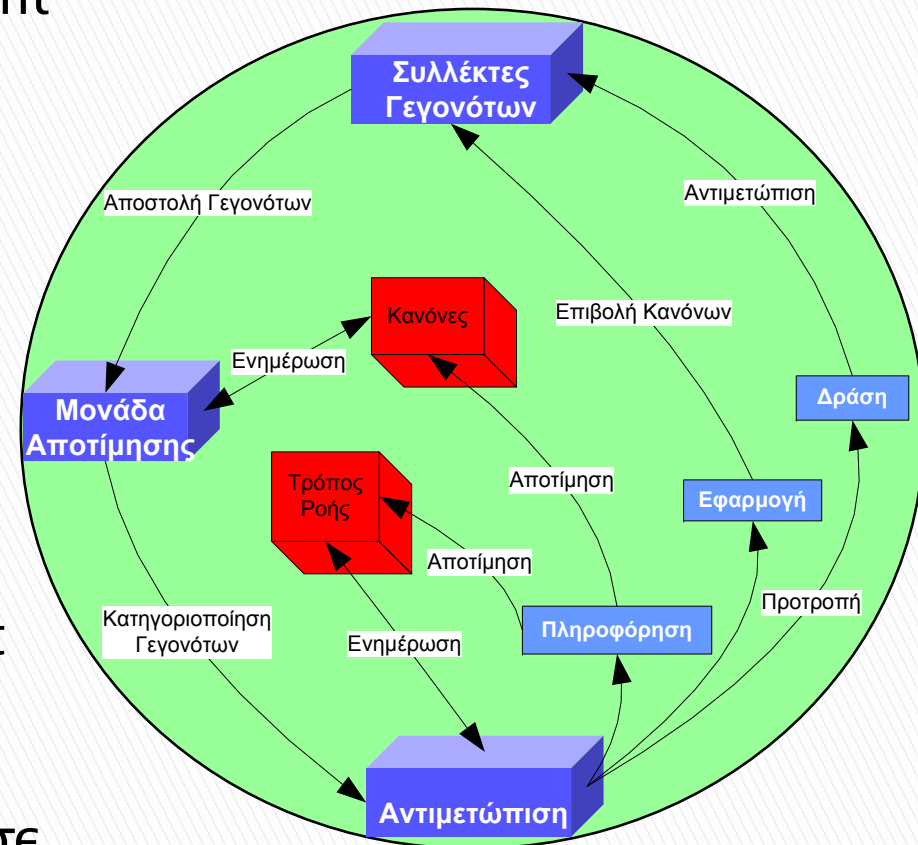 Συλλέκτες
Γεγονότων
Αποστολή Γεγονότων
Αντιμετώπιση
Κανόνες
Επιβολή Κανόνων
Ενημέρωση
Μονάδα
Αποτίμησης
Δράση
Τρόπος
Ροής
Αποτίμηση
Εφαρμογή
Αποτίμηση
Προτροπή
Κατηγοριοποίηση
Γεγονότων
Ενημέρωση
Πληροφόρηση
Αντιμετώπιση
σε